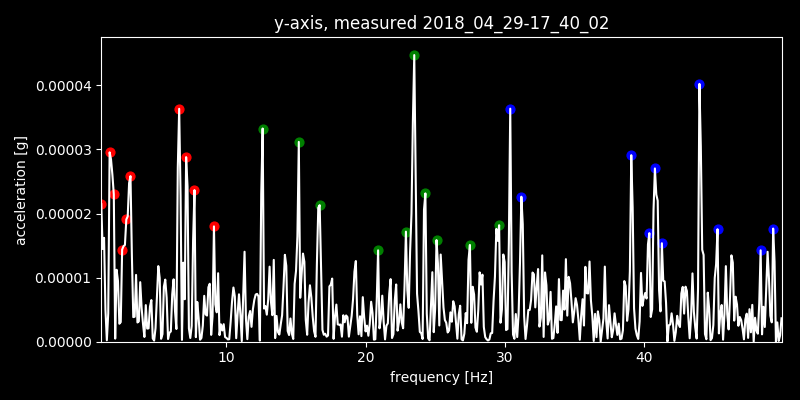 y-axis, measured 2018_04_29-17_40_02
acceleration [g]
0.00004
0.00003
0.00002
0.00001
0.00000
10 20 30 40
frequency [Hz]